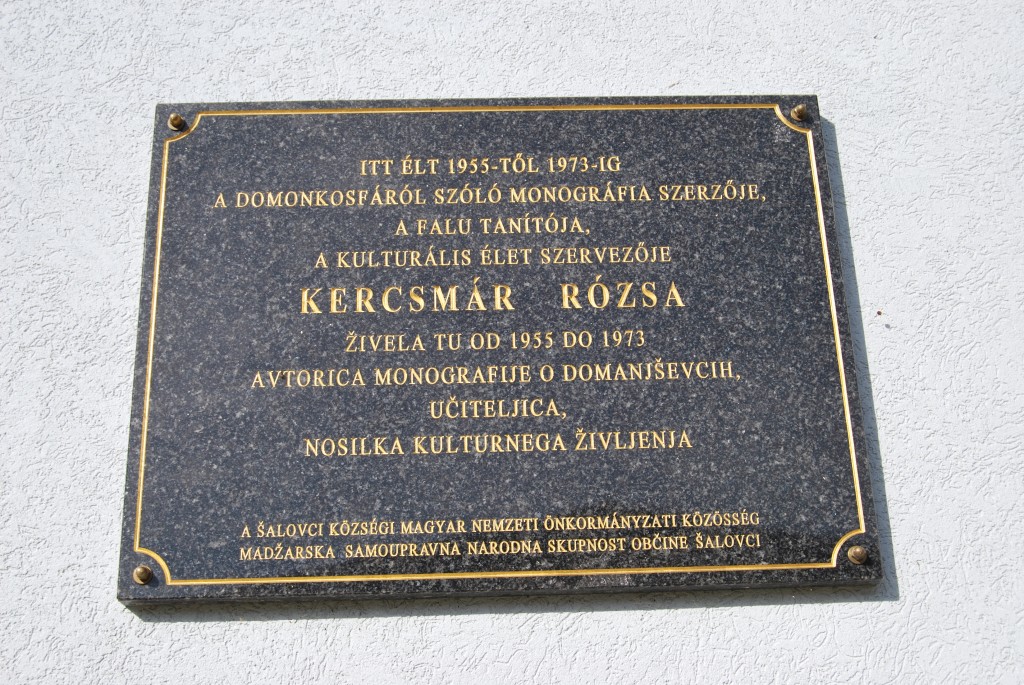 ITT ÉLT 1955-TŐL 1973-IG
A DOMONKOSFÁRÓL SZÓLÓ MONOGRÁFIA SZERZŐJE,
A FALU TANÍTÓJA,
A KULTURÁLIS ÉLET SZERVEZŐJE
KERCSMÁR RÓZSA
ŽIVELA TU OD 1955 DO 1973
AVTORICA MONOGRAFIJE O DOMANJŠEVCIH,
UČITELJICA,
NOSILKA KULTURNEGA ŽIVLJENJA
A ŠALOVCI KÖZSÉGI MAGYAR NEMZETI ÖNKORMÁNYZATI KÖZÖSSÉG
MADŽARSKA SAMOUPRAVNA NARODNA SKUPNOST OBČINE ŠALOVCI